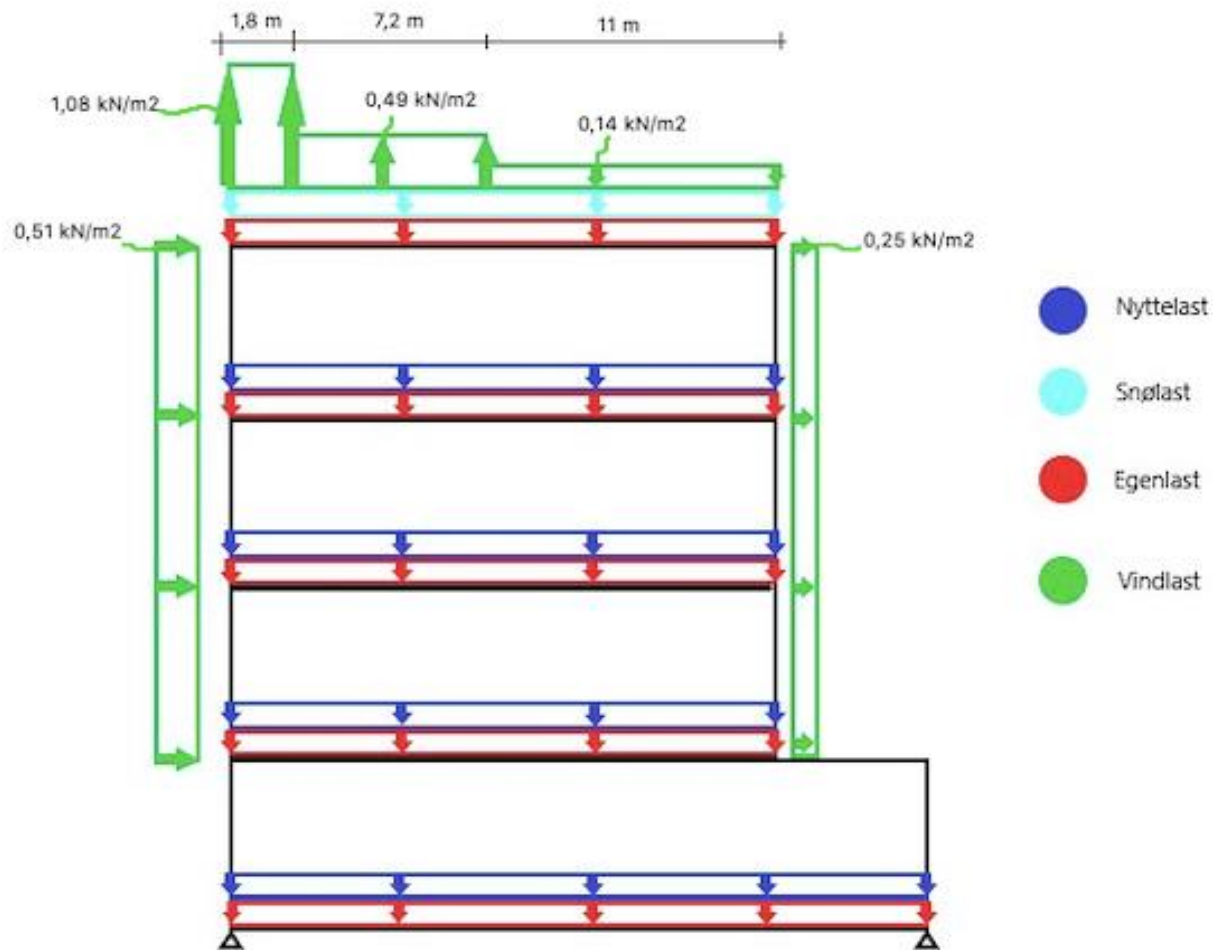 1,8 m
7,2 m
11 m
1,08 kN/m2
0,49 kN/m2
0,14 kN/m2
0,51 kN/m2
0,25 kN/m2
Nyttelast
Snølast
Egenlast
Vindlast